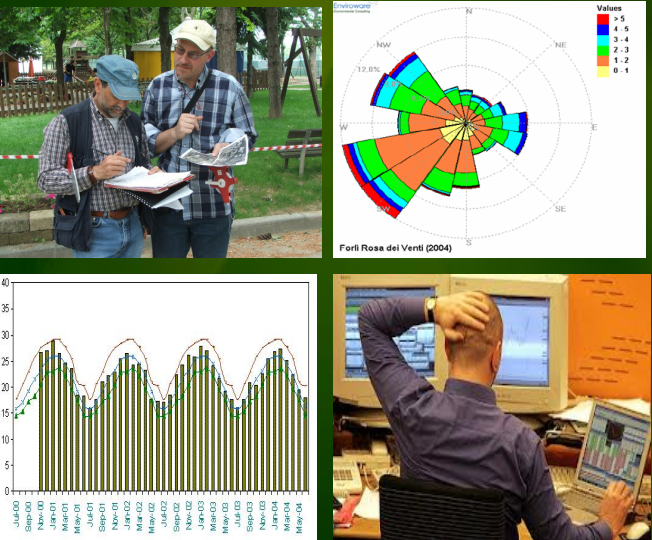 Enviroware
Environmental Consulting
Values
> 5
4 - 5
3 - 4
2 - 3
1 - 2
0 - 1
N
NW
NE
12.0%
W
E
SW
SE
S
Forlì Rosa dei Venti (2004)
40
35
30
25
20
15
10
5
0
Jul-00
Sep-00
Nov-00
Jan-01
Mar-01
May-01
Jul-01
Sep-01
Nov-01
Jan-02
Mar-02
May-02
Jul-02
Sep-02
Nov-02
Jan-03
Mar-03
May-03
Jul-03
Sep-03
Nov-03
Jan-04
Mar-04
May-04